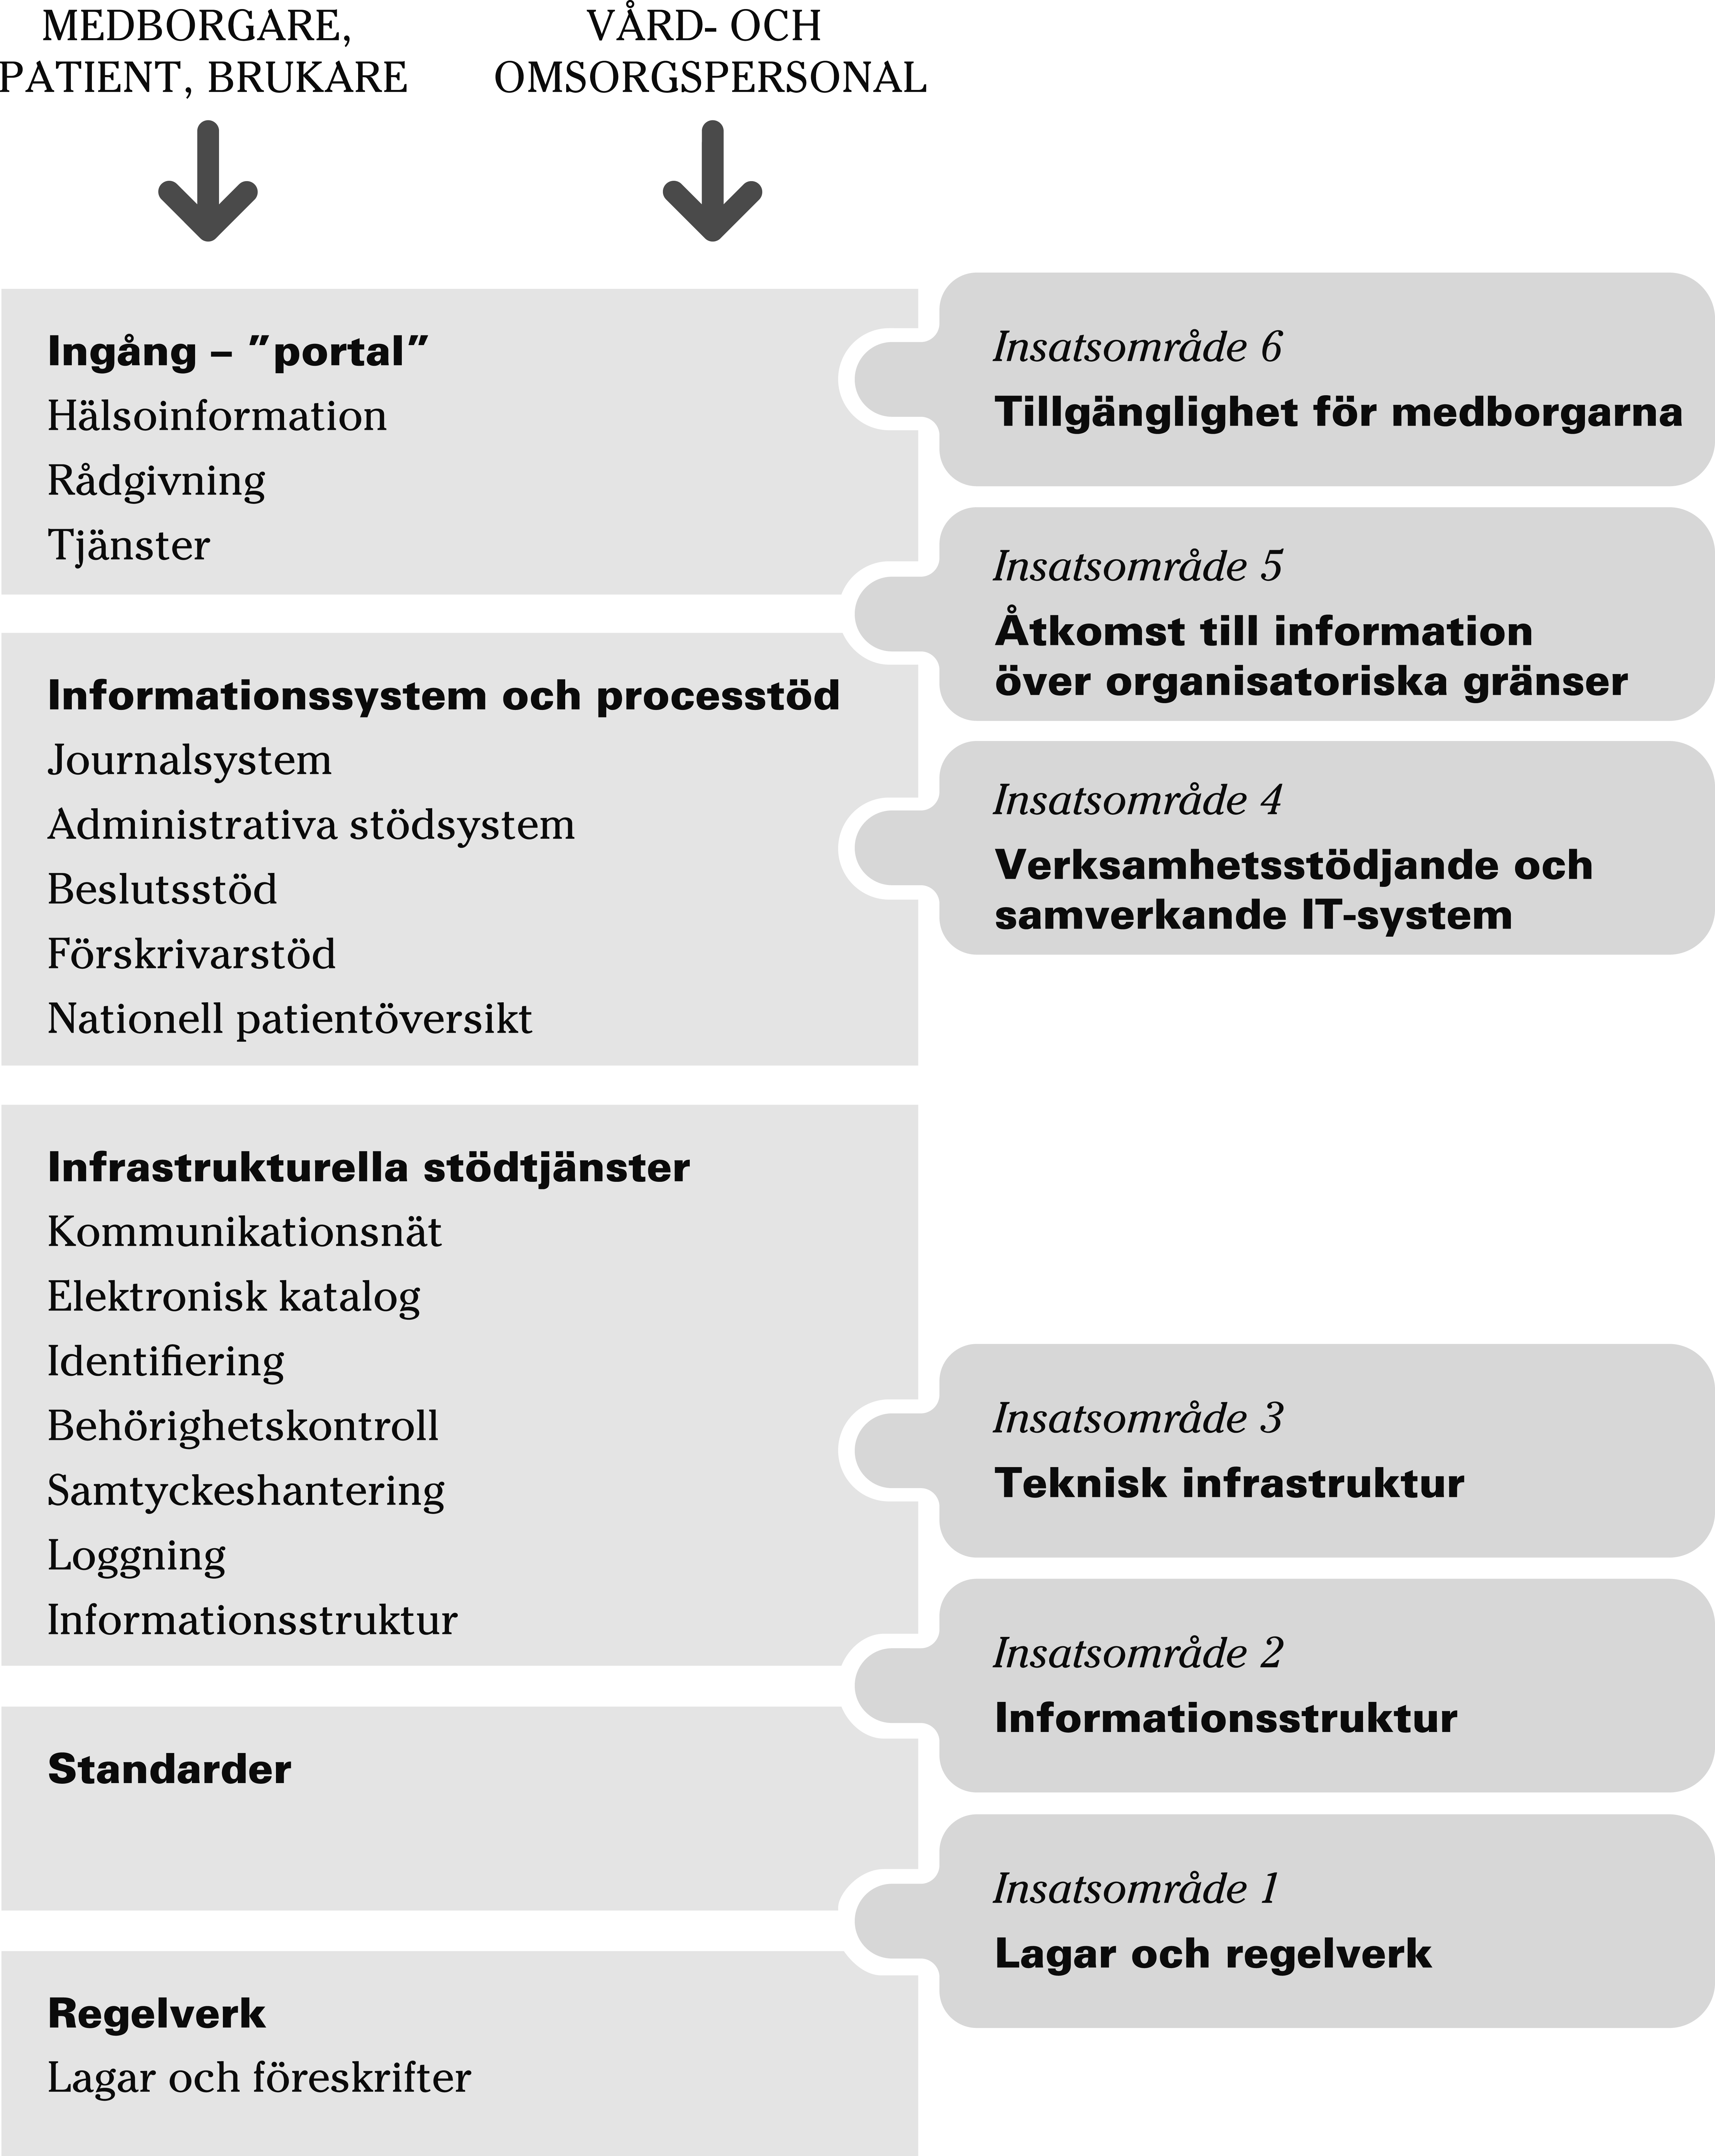 MEDBORGARE,
PATIENT, BRUKARE
VÅRD- OCH
OMSORGSPERSONAL
Ingång – ”portal”
Hälsoinformation
Rådgivning
Tjänster
Informationssystem och processtöd
Journalsystem
Administrativa stödsystem
Beslutsstöd
Förskrivarstöd
Nationell patientöversikt
Infrastrukturella stödtjänster
Kommunikationsnät
Elektronisk katalog
Identifiering
Behörighetskontroll
Samtyckeshantering
Loggning
Informationsstruktur
Standarder
Regelverk
Lagar och föreskrifter
Insatsområde 6
Tillgänglighet för medborgarna
Insatsområde 5
Åtkomst till information
över organisatoriska gränser
Insatsområde 4
Verksamhetsstödjande och
samverkande IT-system
Insatsområde 3
Teknisk infrastruktur
Insatsområde 2
Informationsstruktur
Insatsområde 1
Lagar och regelverk